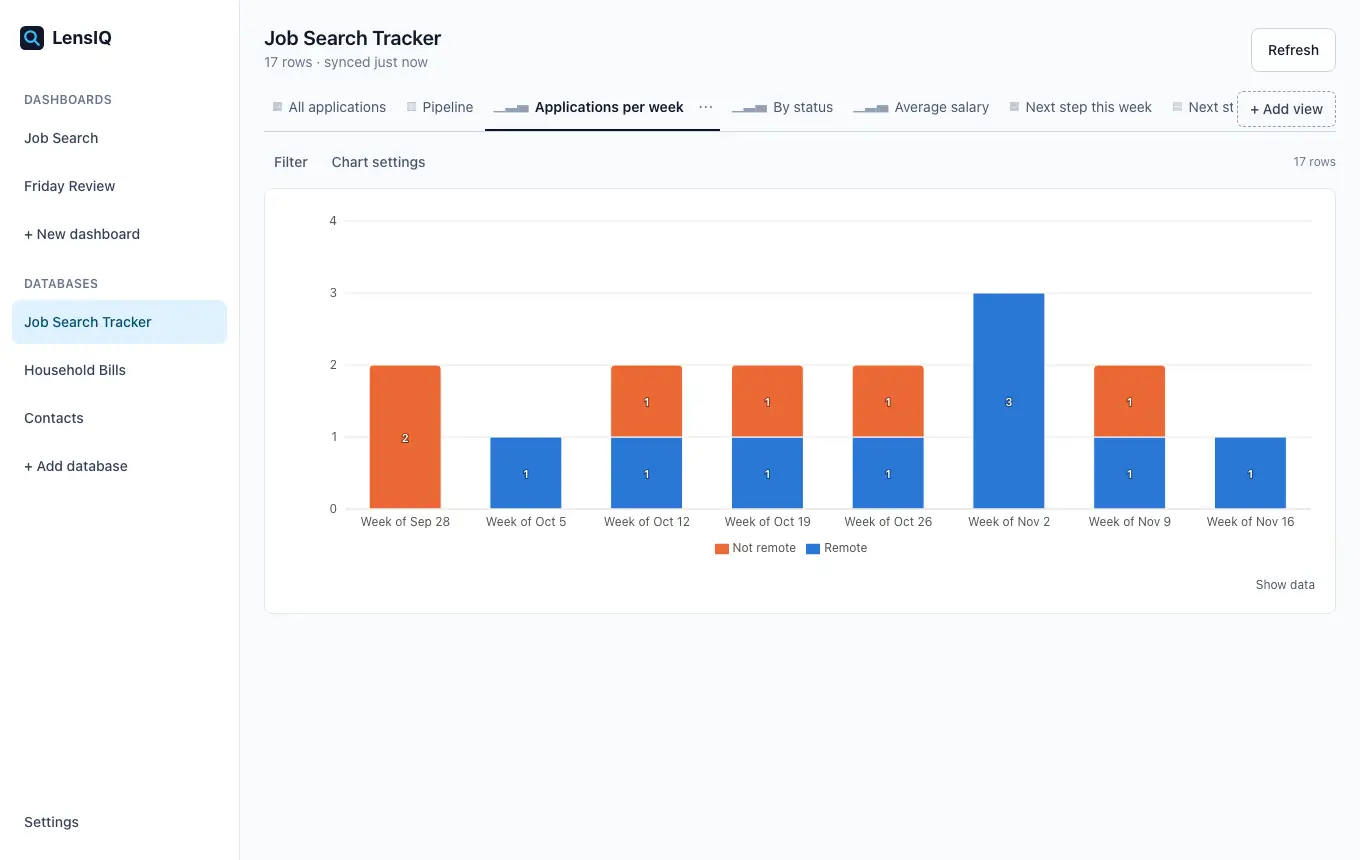 LensIQ
DASHBOARDS
Job Search
Friday Review
+ New dashboard
DATABASES
Job Search Tracker
Household Bills
Contacts
+ Add database
Settings
Job Search Tracker
17 rows · synced just now
Refresh
All applications Pipeline Applications per week ··· By status Average salary Next step this week Next st + Add view
Filter Chart settings 17 rows
4
3
2
1
0
2
1
1 1
1 1
1 1
3
1 1
1
Week of Sep 28 Week of Oct 5 Week of Oct 12 Week of Oct 19 Week of Oct 26 Week of Nov 2 Week of Nov 9 Week of Nov 16
Not remote Remote
Show data